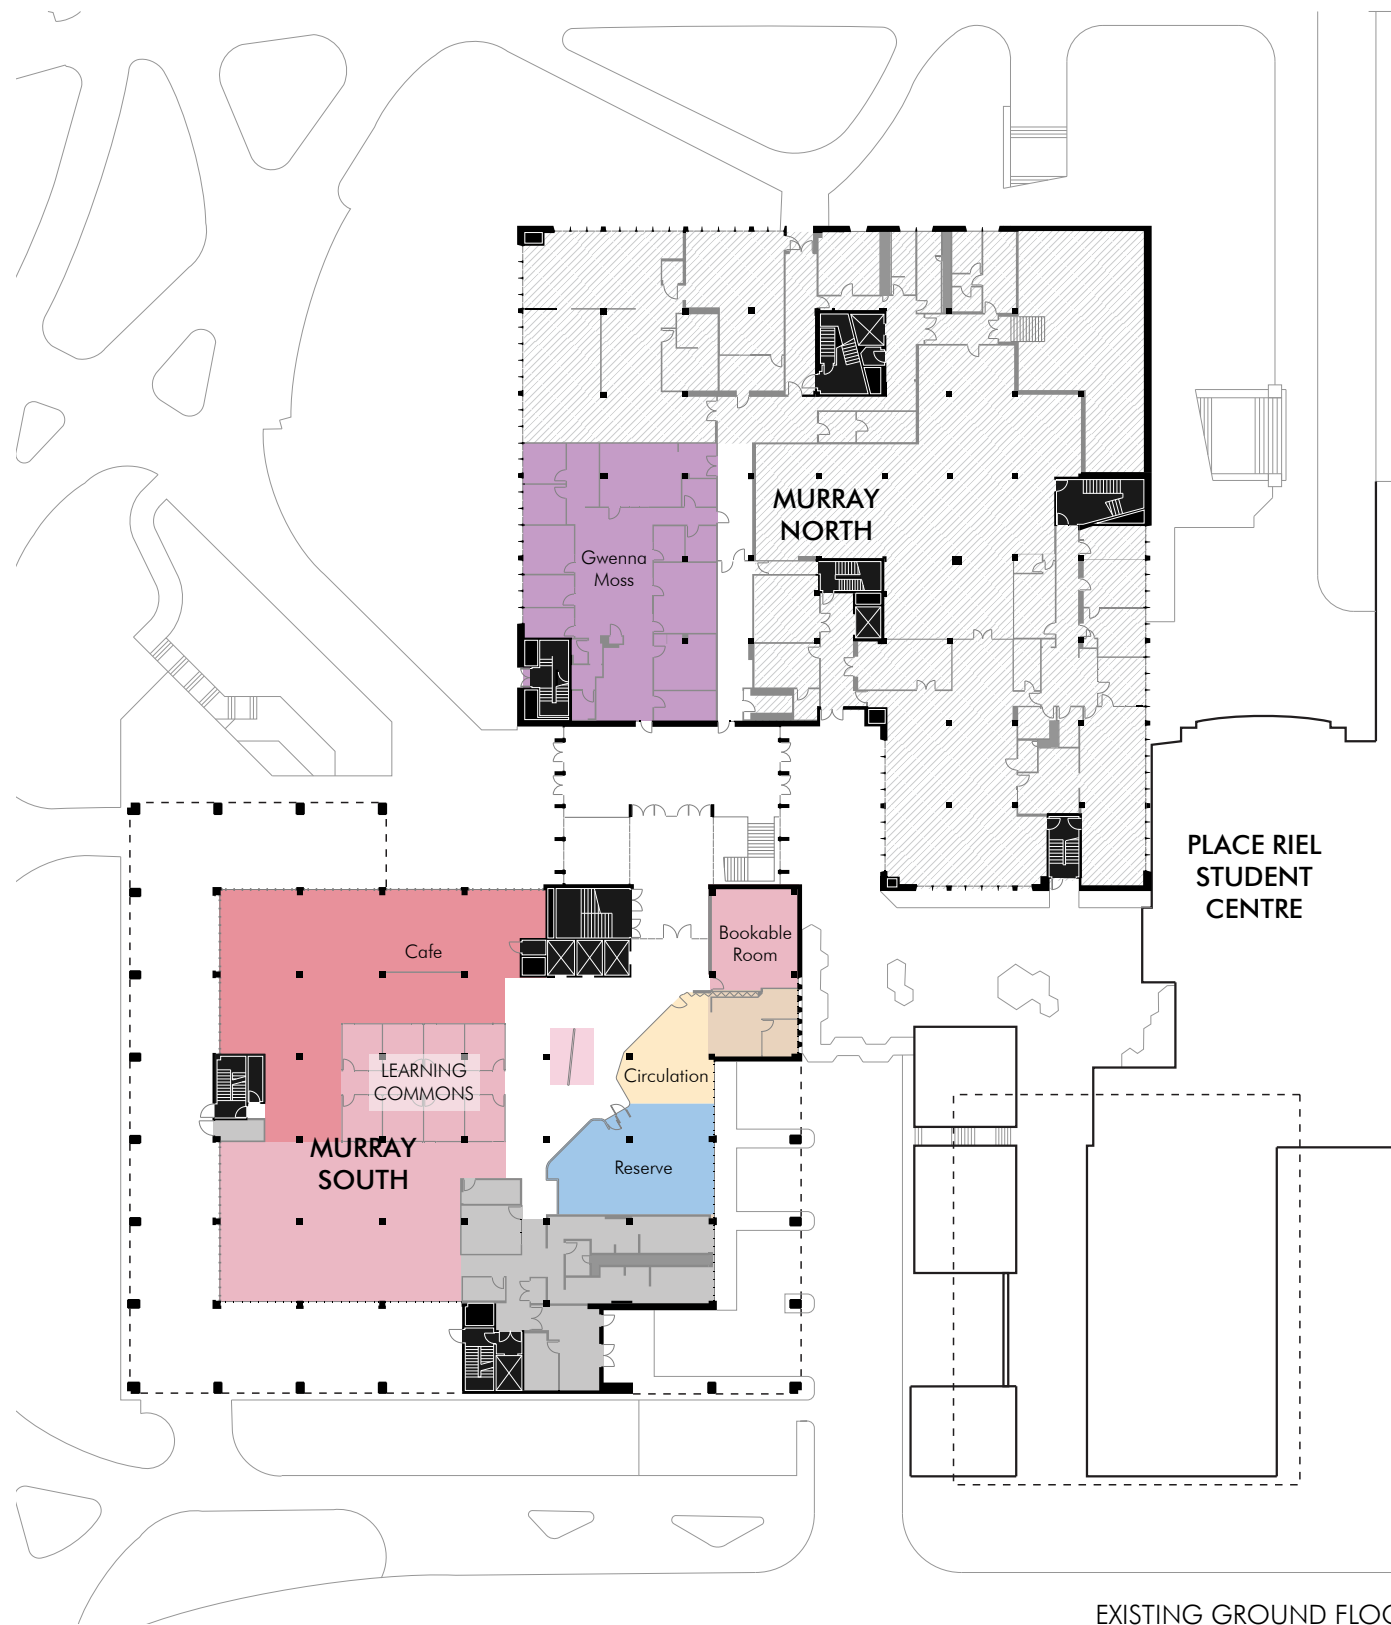 MURRAY
NORTH
Gwenna
Moss
PLACE RIEL
STUDENT
CENTRE
Cafe
Bookable
Room
LEARNING
COMMONS
Circulation
MURRAY
SOUTH
Reserve
EXISTING GROUND FLOO